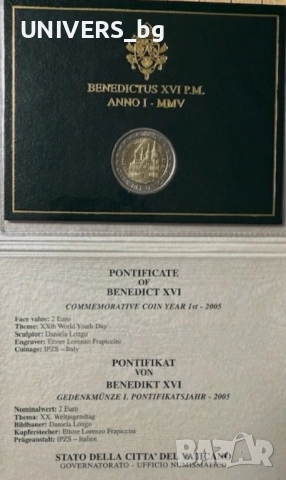 UNIVERS_bg
BENEDICTUS XVI P.M.
ANNO I - MMV
PONTIFICATE
OF
BENEDICT XVI
COMMEMORATIVE COIN YEAR 1st - 2005
Face value: 2 Euro
Theme: XXth World Youth Day
Sculptor: Daniela Longo
Engraver: Ettore Lorenzo Frapiccini
Coinage: IPZS – Italy
PONTIFIKAT
VON
BENEDIKT XVI
GEDENKMÜNZE I. PONTIFIKATSJAHR - 2005
Nominalwert: 2 Euro
Thema: XX. Weltjugendtag
Bildhauer: Daniela Longo
Kupferstecher: Ettore Lorenzo Frapiccini
Prägeanstalt: IPZS – Italien
STATO DELLA CITTA' DEL VATICANO
GOVERNATORATO - UFFICIO NUMISMATICO
bazar